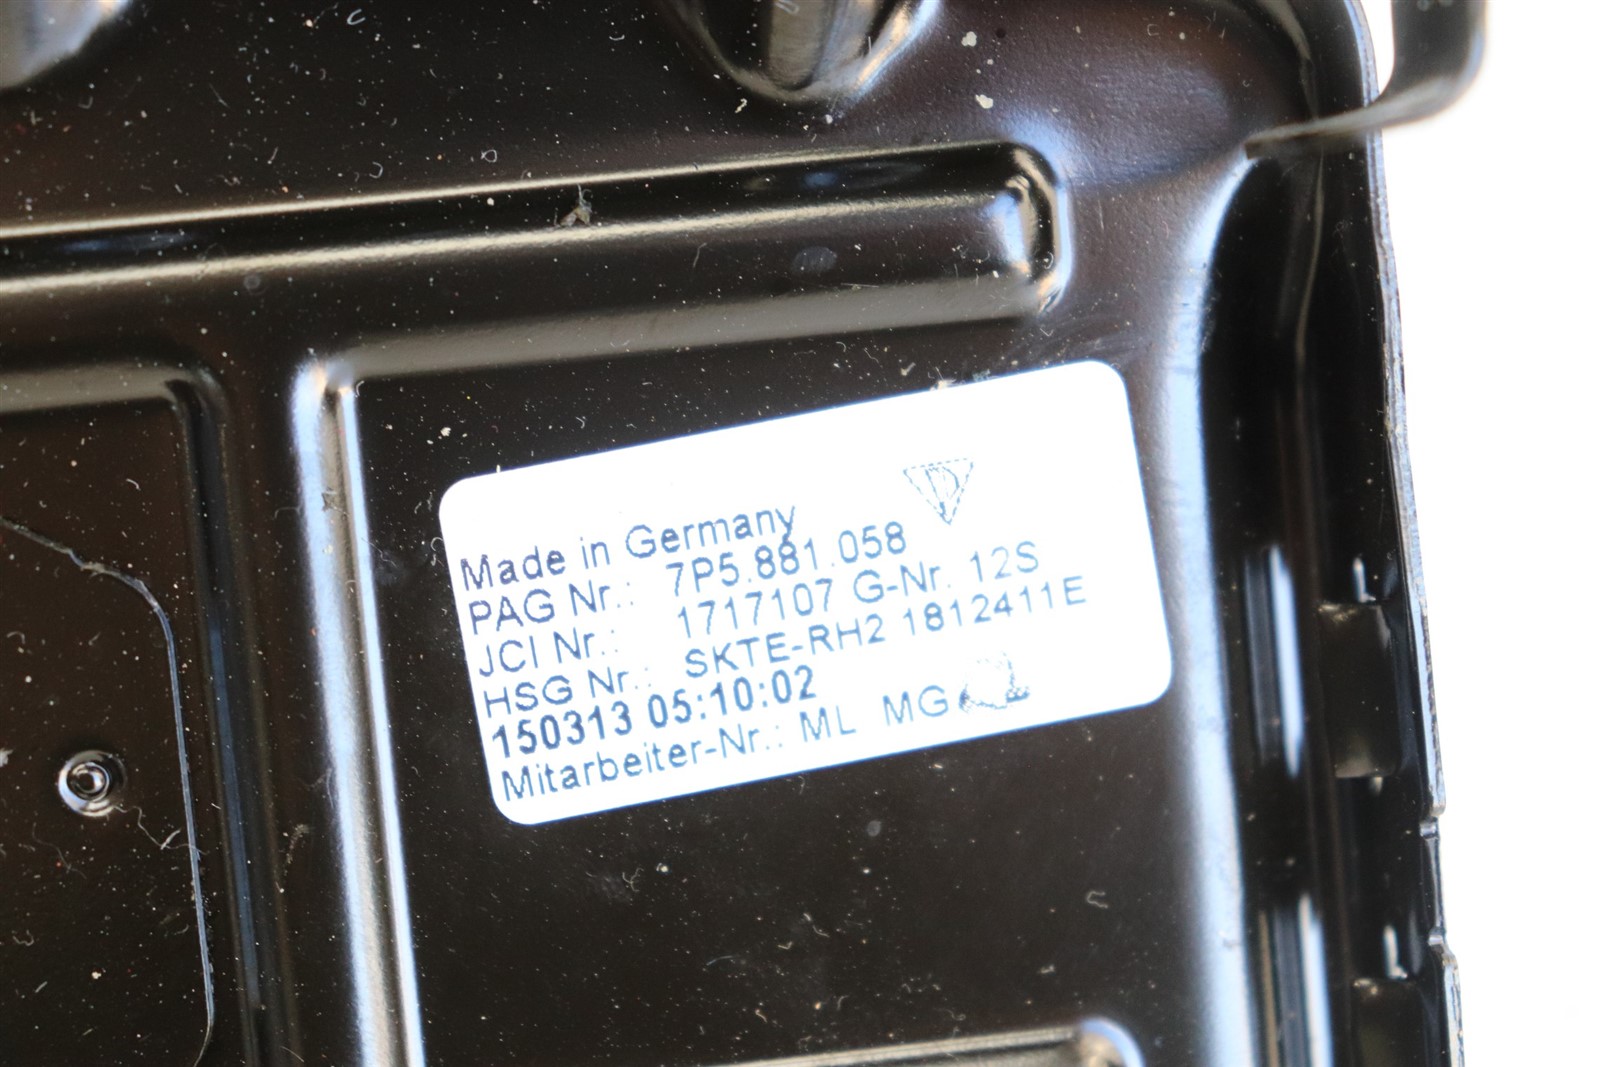 Made in Germany
PAG Nr.: 7P5.881.058
JCI Nr.: 1717107 G-Nr. 12S
HSG Nr.: SKTE-RH2 1812411E
150313 05:10:02
Mitarbeiter-Nr.: ML MG